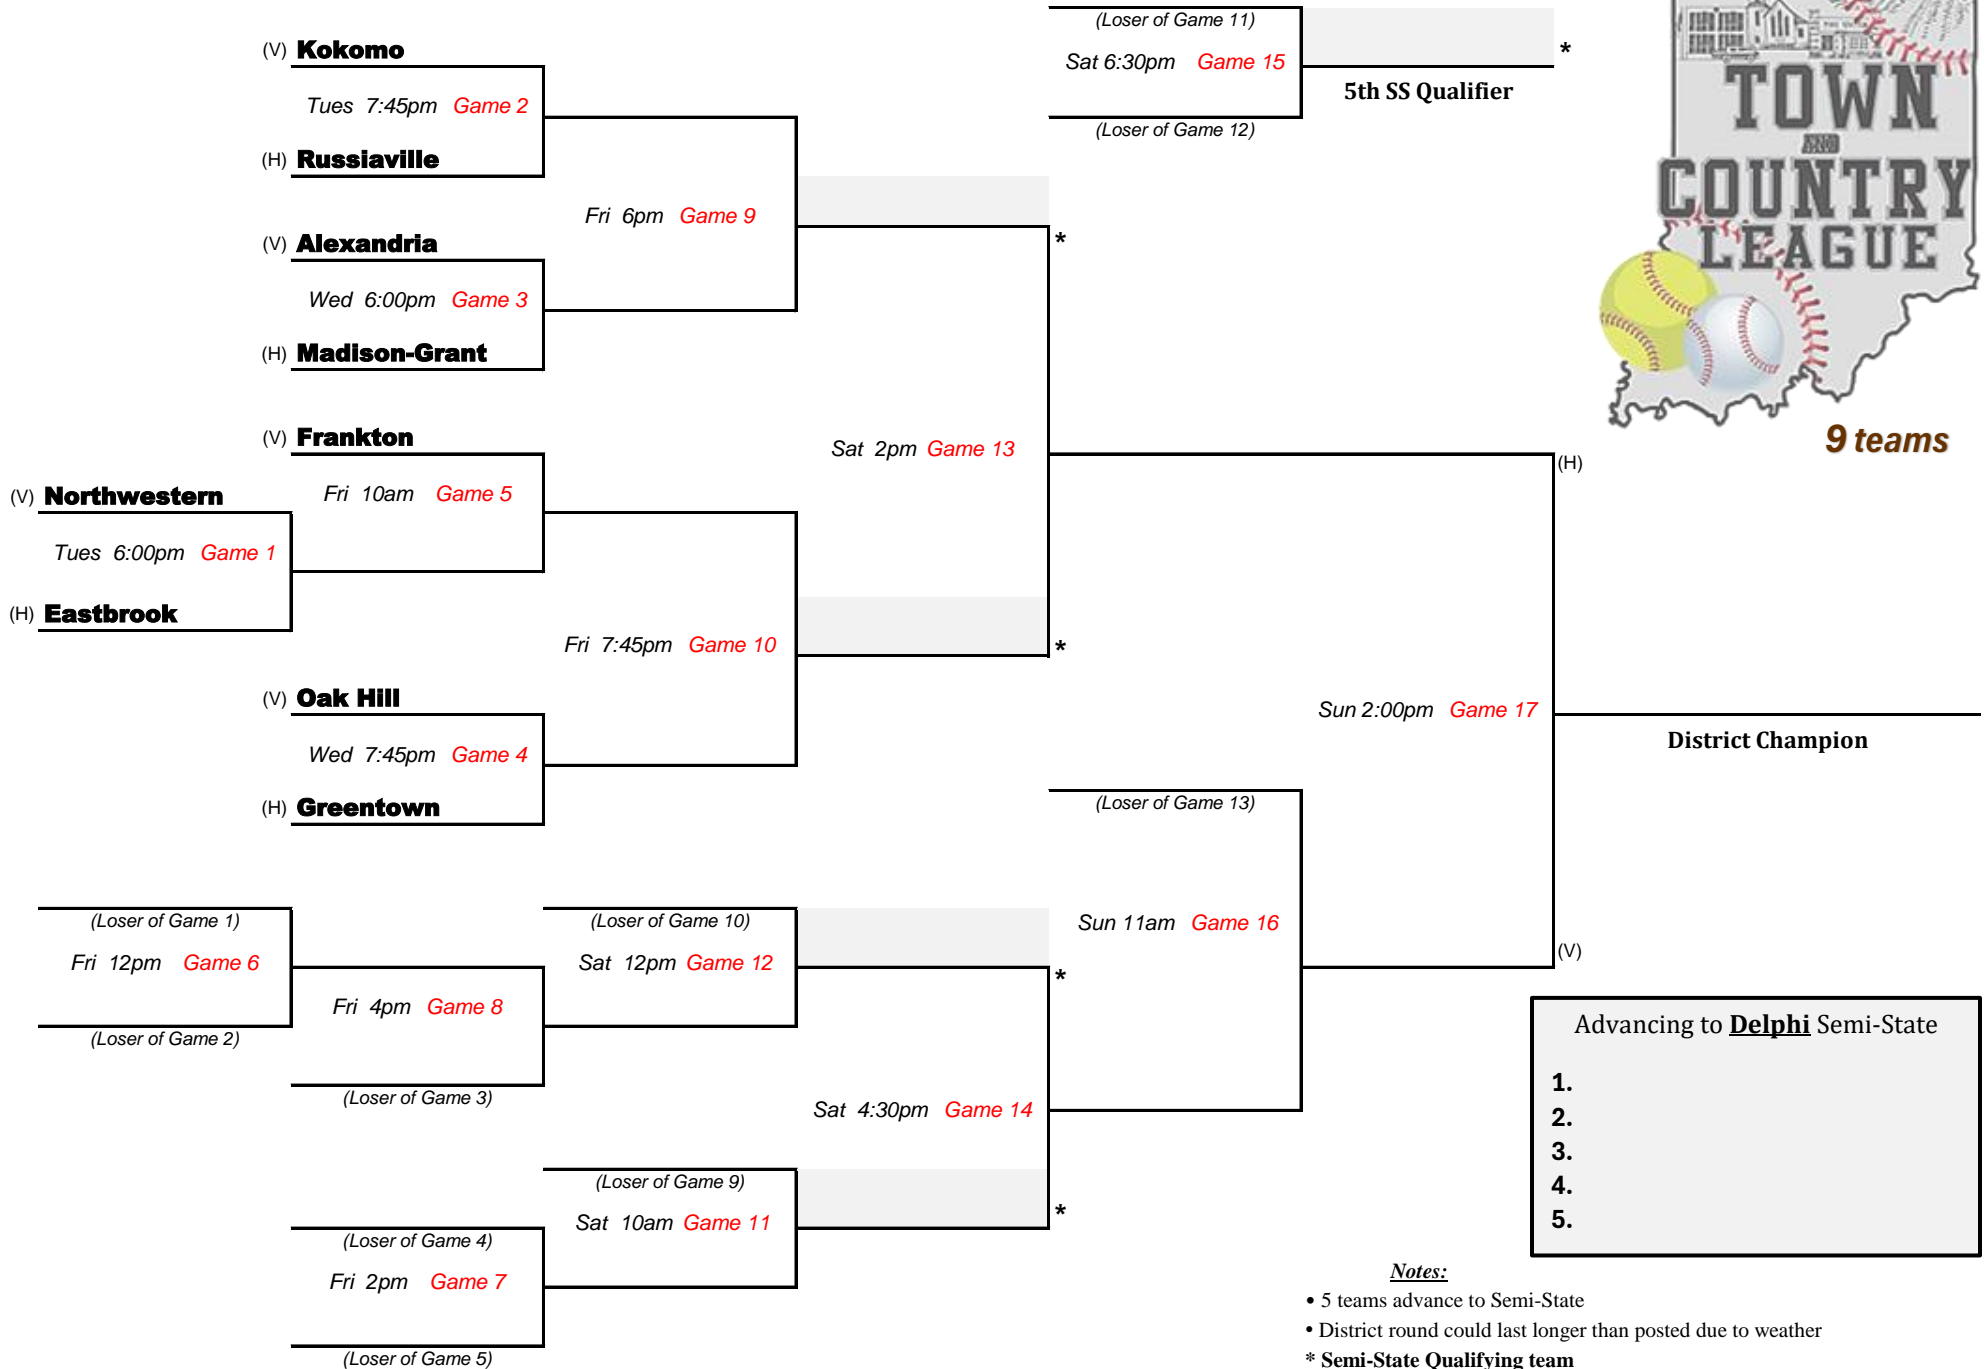 (Loser of Game 11)
Sat 6:30pm Game 15
*
5th SS Qualifier
(Loser of Game 12)
(V) Kokomo
Tues 7:45pm Game 2
(H) Russiaville
Fri 6pm Game 9
*
(V) Alexandria
Wed 6:00pm Game 3
(H) Madison-Grant
TOWN
AND
COUNTRY
LEAGUE
9 teams
(V) Frankton
Sat 2pm Game 13
(H)
(V) Northwestern
Fri 10am Game 5
Tues 6:00pm Game 1
(H) Eastbrook
Fri 7:45pm Game 10
*
(V) Oak Hill
Sun 2:00pm Game 17
Wed 7:45pm Game 4
District Champion
(H) Greentown
(Loser of Game 13)
(Loser of Game 1)
(Loser of Game 10)
Sun 11am Game 16
Fri 12pm Game 6
Sat 12pm Game 12
*
(V)
Fri 4pm Game 8
(Loser of Game 2)
(Loser of Game 3)
Sat 4:30pm Game 14
(Loser of Game 9)
Sat 10am Game 11
*
(Loser of Game 4)
Fri 2pm Game 7
(Loser of Game 5)
Advancing to Delphi Semi-State
1.
2.
3.
4.
5.
Notes:
• 5 teams advance to Semi-State
• District round could last longer than posted due to weather
* Semi-State Qualifying team